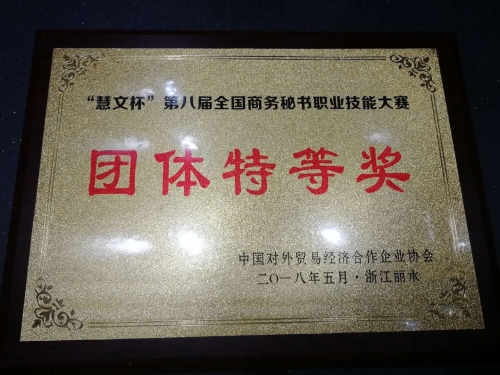 “慧文杯”第八届全国商务秘书职业技能大赛
团体特等奖
中国对外贸易经济合作企业协会
二〇一八年五月·浙江丽水